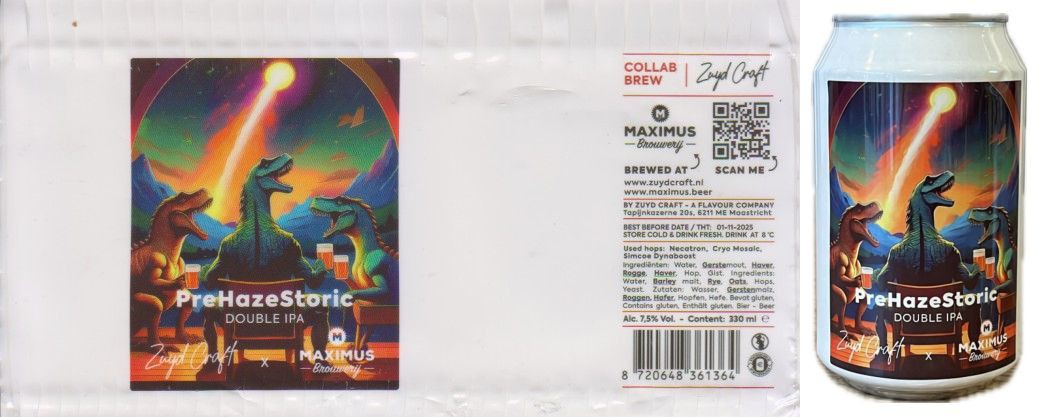 PreHazeStoric
DOUBLE IPA
Zuyd Craft
x
MAXIMUS
Brouwerij
COLLAB
BREW
Zuyd Craft
M
MAXIMUS
Brouwerij
BREWED AT
SCAN ME
www.zuydcraft.nl
www.maximus.beer
BY ZUYD CRAFT - A FLAVOUR COMPANY
Tapijnkazerne 20s, 6211 ME Maastricht
BEST BEFORE DATE / THT: 01-11-2025
STORE COLD & DRINK FRESH. DRINK AT 8 °C
Used hops: Necatron, Cryo Mosaic,
Simcoe Dynaboost
Ingrediënten: Water, Gerstemout, Haver,
Rogge, Haver, Hop, Gist. Ingredients:
Water, Barley malt, Rye, Oats, Hops,
Yeast. Zutaten: Wasser, Gerstenmalz,
Roggen, Hafer, Hopfen, Hefe. Bevat gluten,
Contains gluten, Enthält gluten. Bier - Beer
Alc. 7,5% Vol. - Content: 330 ml e
8 720648 361364
PreHazeStoric
DOUBLE IPA
Zuyd Craft
x
M
MAXIMUS
Brouwerij